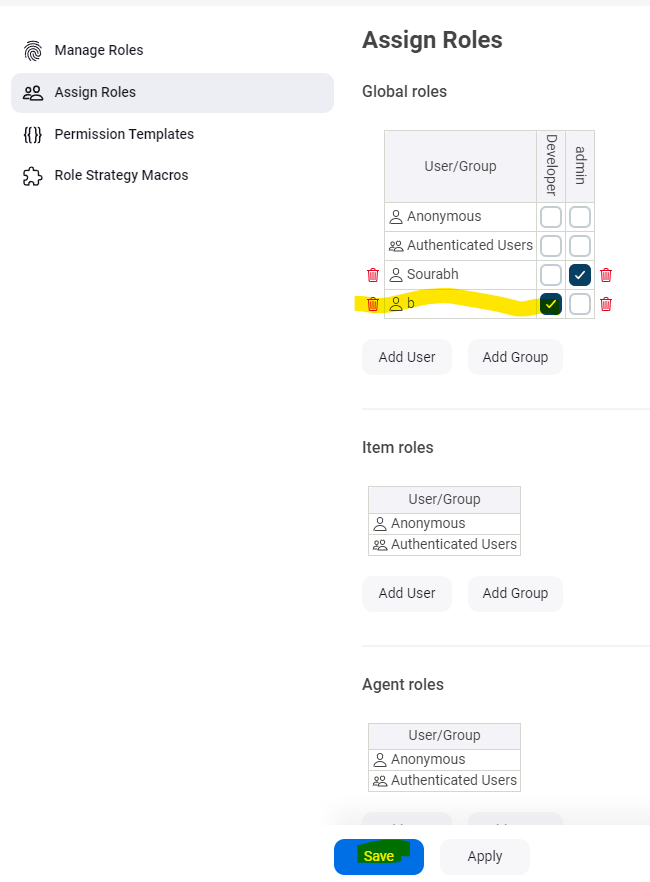 Manage Roles
Assign Roles
Permission Templates
Role Strategy Macros
Assign Roles
Global roles
User/Group Developer admin
Anonymous
Authenticated Users
Sourabh
b
Add User Add Group
Item roles
User/Group
Anonymous
Authenticated Users
Add User Add Group
Agent roles
User/Group
Anonymous
Authenticated Users
Save Apply